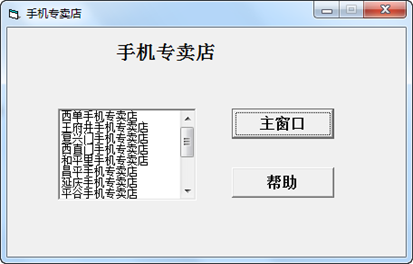 手机专卖店
手机专卖店
西单手机专卖店
王府井手机专卖店
复兴门手机专卖店
西直门手机专卖店
和平里手机专卖店
昌平手机专卖店
延庆手机专卖店
平谷手机专卖店
主窗口
帮助